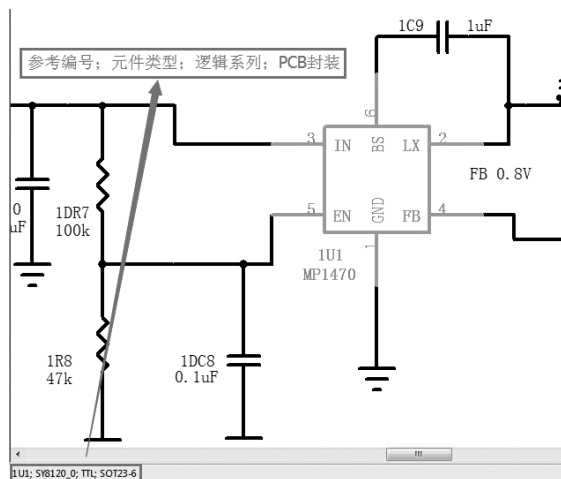 1C9 1uF
参考编号；元件类型；逻辑系列；PCB封装
6
3 IN BS LX 2
FB 0.8V
0
uF
1DR7
100k
5 EN GND FB 4
1
1U1
MP1470
1R8
47k
1DC8
0.1uF
1U1; SY8120_0; TTL; SOT23-6